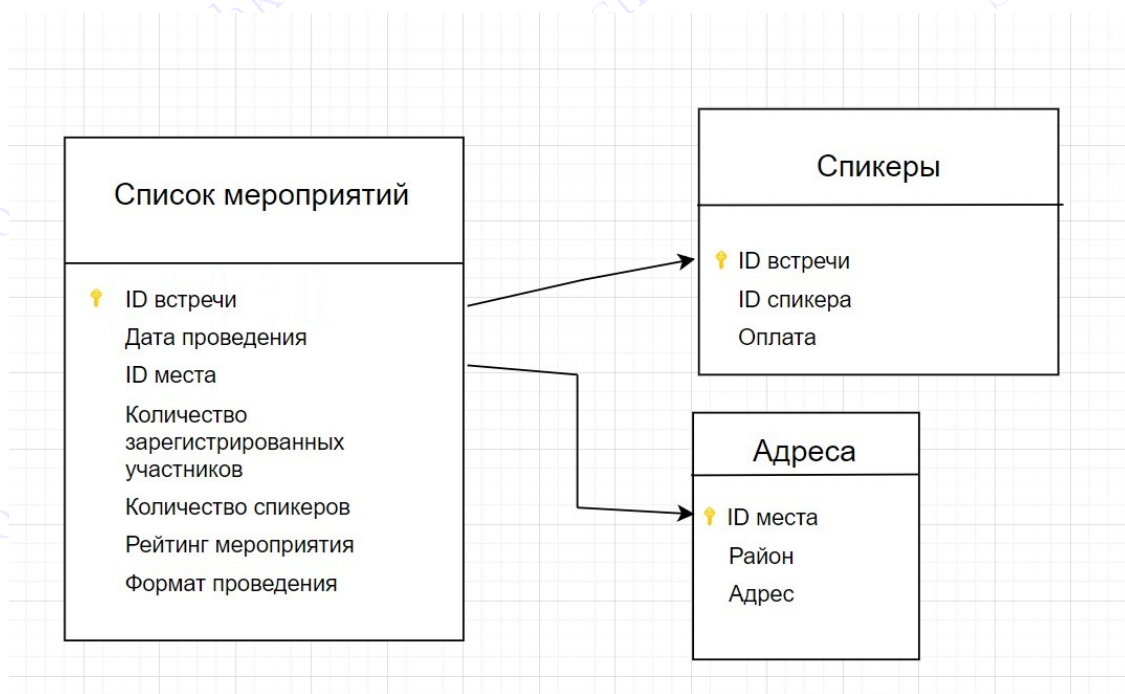 Список мероприятий
ID встречи
Дата проведения
ID места
Количество
зарегистрированных
участников
Количество спикеров
Рейтинг мероприятия
Формат проведения
Спикеры
ID встречи
ID спикера
Оплата
Адреса
ID места
Район
Адрес